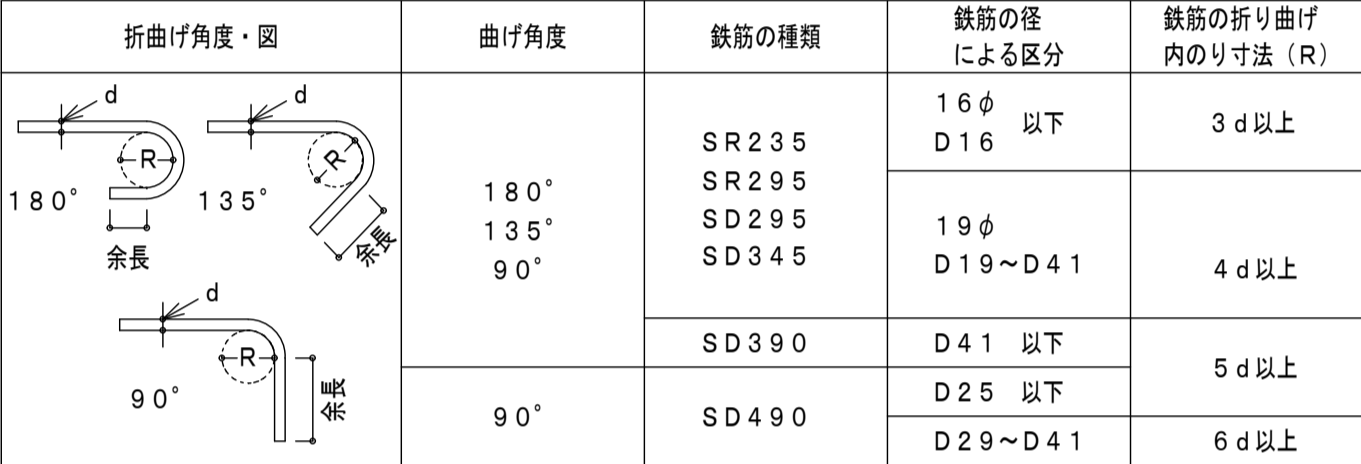 折曲げ角度・図
曲げ角度
鉄筋の種類
鉄筋の径
による区分
鉄筋の折り曲げ
内のり寸法（Ｒ）
d
R
１８０°
余長
d
R
１３５°
余長
d
R
９０°
余長
１８０°
１３５°
９０°
ＳＲ２３５
ＳＲ２９５
ＳＤ２９５
ＳＤ３４５
１６φ
Ｄ１６
以下
３ｄ以上
１９φ
Ｄ１９～Ｄ４１
４ｄ以上
ＳＤ３９０
Ｄ４１ 以下
５ｄ以上
９０°
ＳＤ４９０
Ｄ２５ 以下
Ｄ２９～Ｄ４１
６ｄ以上